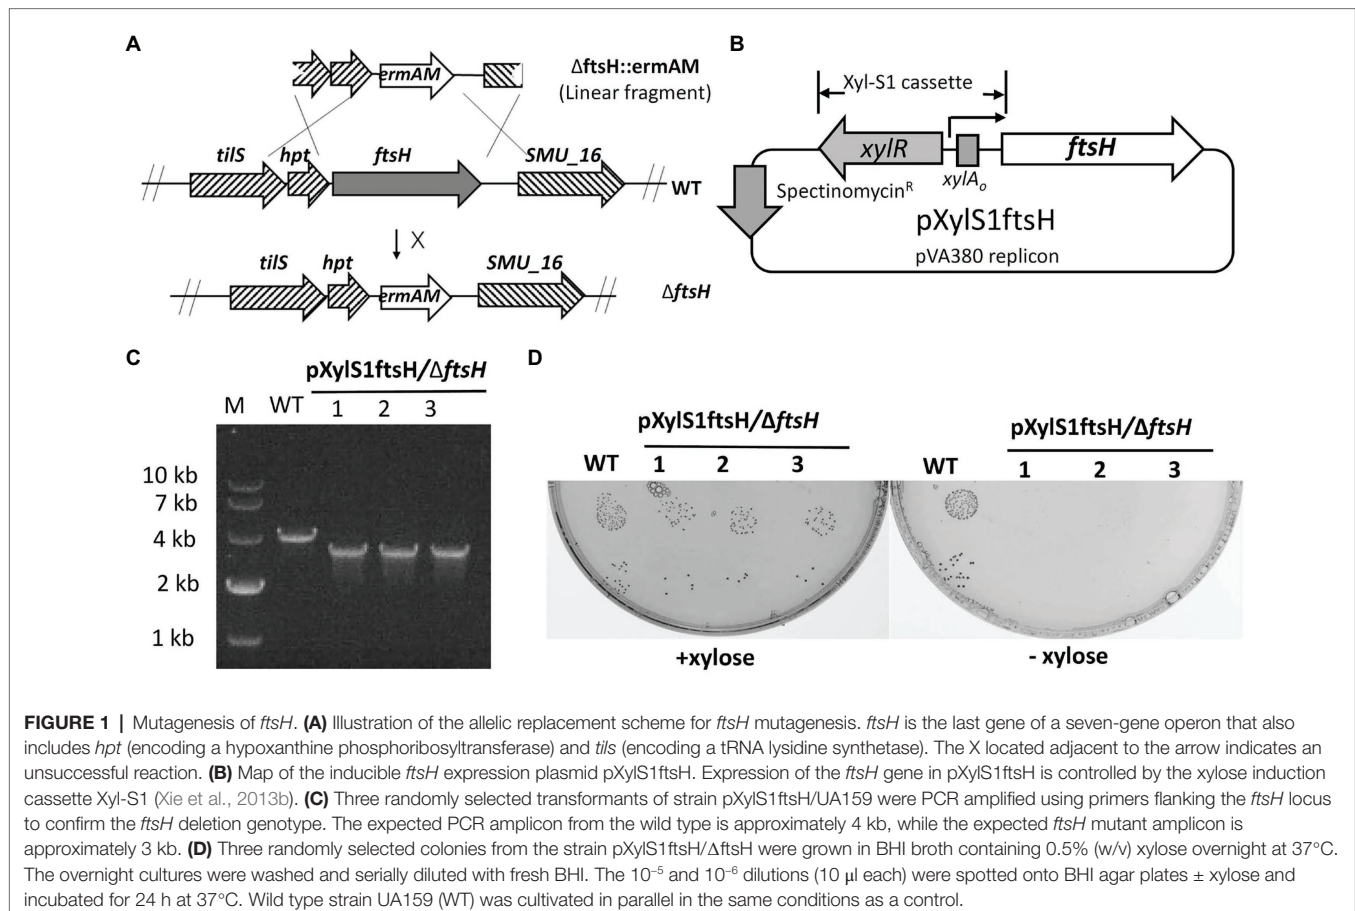 A
ermAM
ΔftsH::ermAM
(Linear fragment)
tilS hpt ftsH SMU_16
WT
X
tilS hpt SMU_16
ermAM
ΔftsH
B
Xyl-S1 cassette
xylR ftsH
xylAo
Spectinomycinᴿ
pXylS1ftsH
pVA380 replicon
C
pXylS1ftsH/ΔftsH
M WT 1 2 3
10 kb
7 kb
4 kb
2 kb
1 kb
D
pXylS1ftsH/ΔftsH
WT 1 2 3
+xylose
pXylS1ftsH/ΔftsH
WT 1 2 3
- xylose
FIGURE 1 | Mutagenesis of ftsH. (A) Illustration of the allelic replacement scheme for ftsH mutagenesis. ftsH is the last gene of a seven-gene operon that also
includes hpt (encoding a hypoxanthine phosphoribosyltransferase) and tils (encoding a tRNA lysidine synthetase). The X located adjacent to the arrow indicates an
unsuccessful reaction. (B) Map of the inducible ftsH expression plasmid pXylS1ftsH. Expression of the ftsH gene in pXylS1ftsH is controlled by the xylose induction
cassette Xyl-S1 (Xie et al., 2013b). (C) Three randomly selected transformants of strain pXylS1ftsH/UA159 were PCR amplified using primers flanking the ftsH locus
to confirm the ftsH deletion genotype. The expected PCR amplicon from the wild type is approximately 4 kb, while the expected ftsH mutant amplicon is
approximately 3 kb. (D) Three randomly selected colonies from the strain pXylS1ftsH/ΔftsH were grown in BHI broth containing 0.5% (w/v) xylose overnight at 37°C.
The overnight cultures were washed and serially diluted with fresh BHI. The 10⁻⁵ and 10⁻⁶ dilutions (10 μl each) were spotted onto BHI agar plates ± xylose and
incubated for 24 h at 37°C. Wild type strain UA159 (WT) was cultivated in parallel in the same conditions as a control.